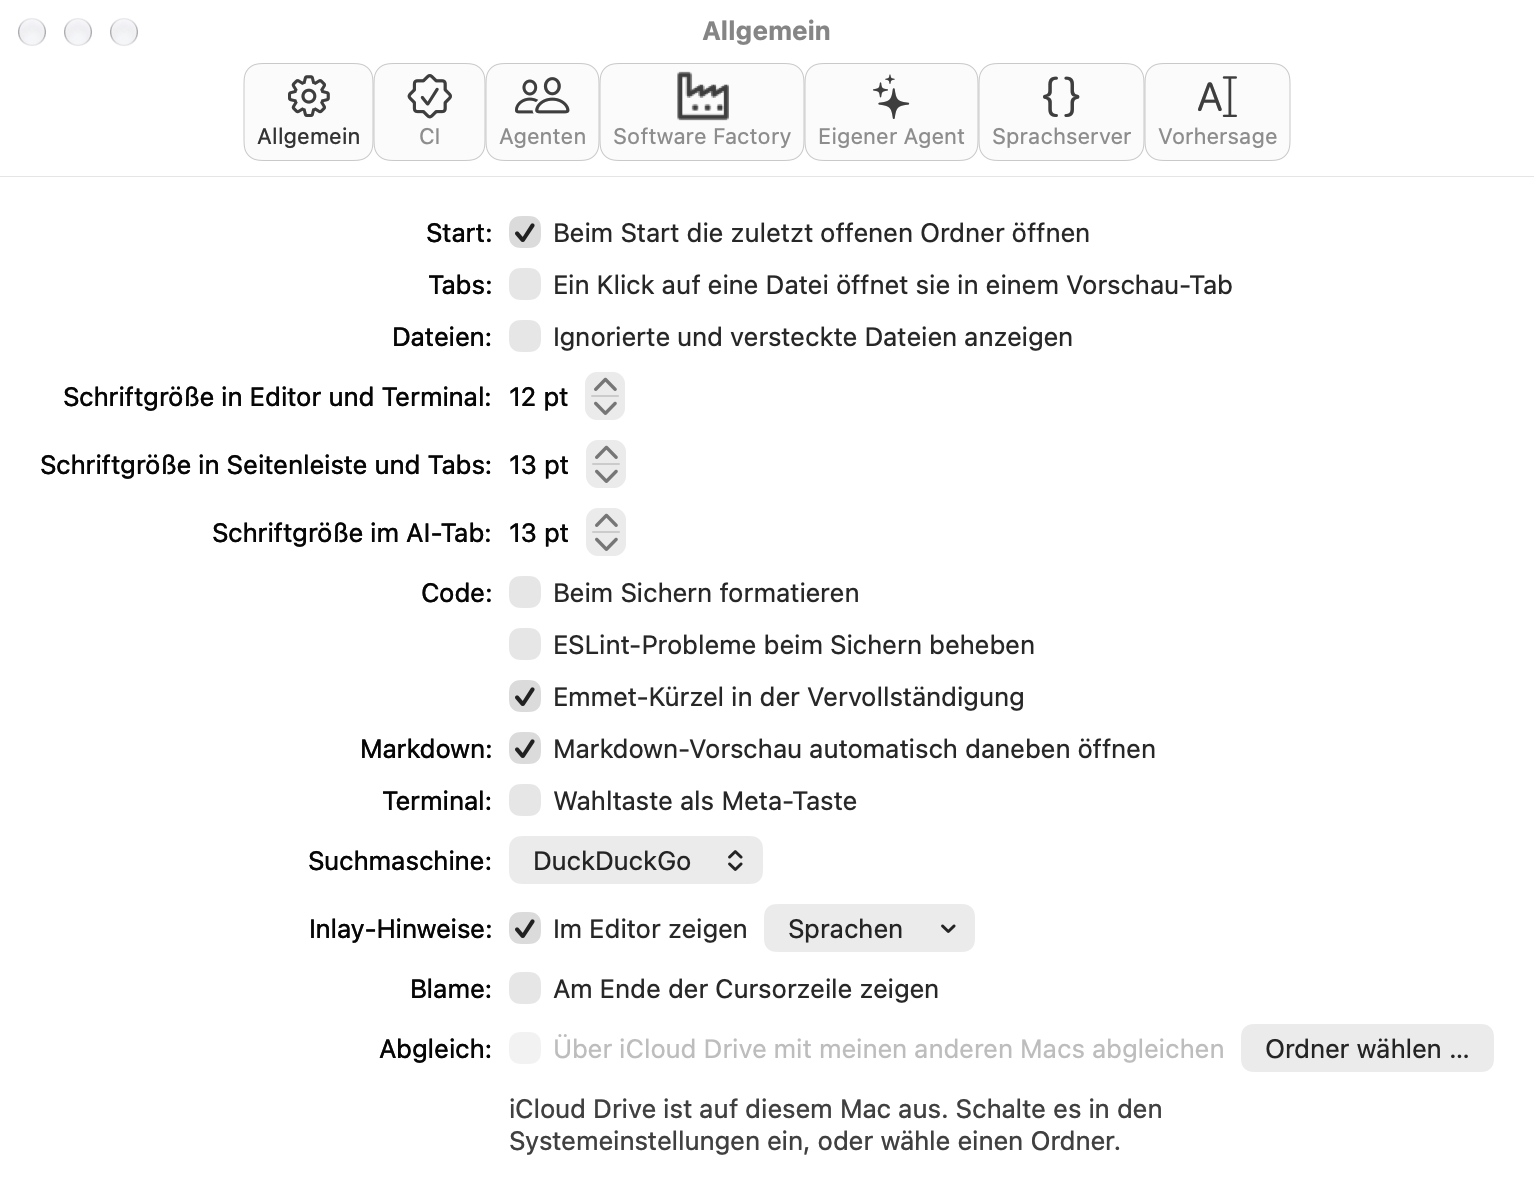 Allgemein
Allgemein CI Agenten Software Factory Eigener Agent Sprachserver Vorhersage
Start: Beim Start die zuletzt offenen Ordner öffnen
Tabs: Ein Klick auf eine Datei öffnet sie in einem Vorschau-Tab
Dateien: Ignorierte und versteckte Dateien anzeigen
Schriftgröße in Editor und Terminal: 12 pt
Schriftgröße in Seitenleiste und Tabs: 13 pt
Schriftgröße im AI-Tab: 13 pt
Code: Beim Sichern formatieren
ESLint-Probleme beim Sichern beheben
Emmet-Kürzel in der Vervollständigung
Markdown: Markdown-Vorschau automatisch daneben öffnen
Terminal: Wahltaste als Meta-Taste
Suchmaschine: DuckDuckGo
Inlay-Hinweise: Im Editor zeigen Sprachen
Blame: Am Ende der Cursorzeile zeigen
Abgleich: Über iCloud Drive mit meinen anderen Macs abgleichen Ordner wählen ...
iCloud Drive ist auf diesem Mac aus. Schalte es in den
Systemeinstellungen ein, oder wähle einen Ordner.